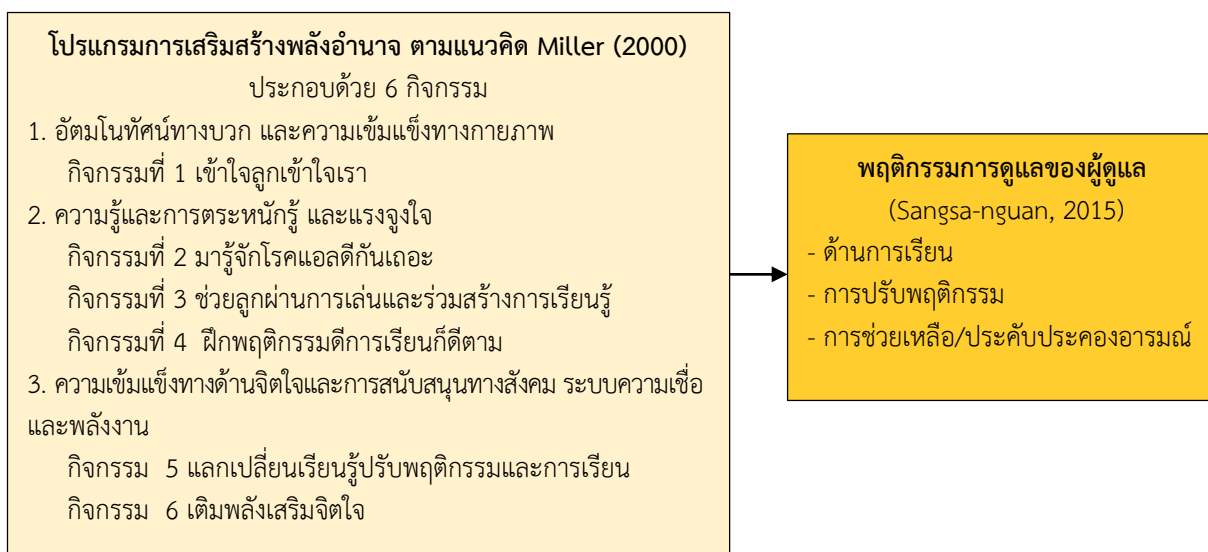 โปรแกรมการเสริมสร้างพลังอำนาจ ตามแนวคิด Miller (2000)
ประกอบด้วย 6 กิจกรรม
1. อัตมโนทัศน์ทางบวก และความเข้มแข็งทางกายภาพ
กิจกรรมที่ 1 เข้าใจลูกเข้าใจเรา
2. ความรู้และการตระหนักรู้ และแรงจูงใจ
กิจกรรมที่ 2 มารู้จักโรคแอลดีกันเถอะ
กิจกรรมที่ 3 ช่วยลูกผ่านการเล่นและร่วมสร้างการเรียนรู้
กิจกรรมที่ 4 ฝึกพฤติกรรมดีการเรียนก็ดีตาม
3. ความเข้มแข็งทางด้านจิตใจและการสนับสนุนทางสังคม ระบบความเชื่อ
และพลังงาน
กิจกรรม 5 แลกเปลี่ยนเรียนรู้ปรับพฤติกรรมและการเรียน
กิจกรรม 6 เติมพลังเสริมจิตใจ
พฤติกรรมการดูแลของผู้ดูแล
(Sangsa-nguan, 2015)
- ด้านการเรียน
- การปรับพฤติกรรม
- การช่วยเหลือ/ประคับประคองอารมณ์